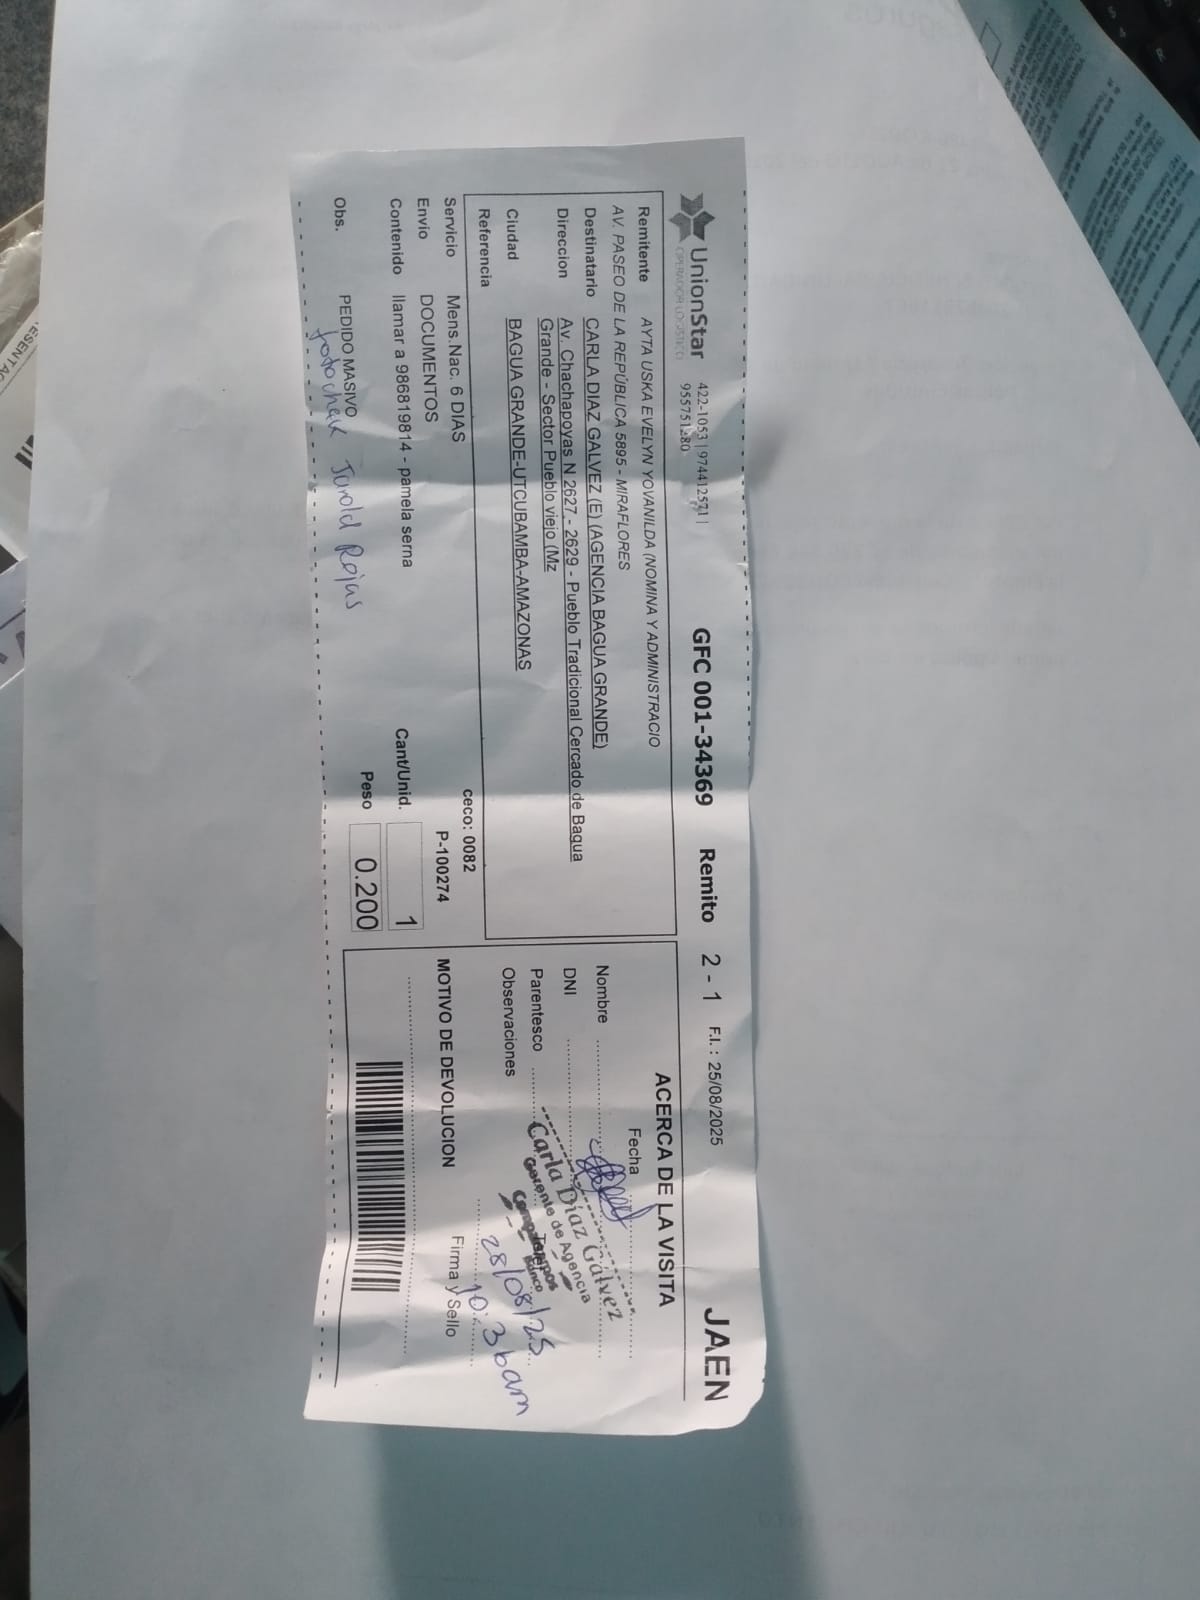 UnionStar
OPERADOR LOGISTICO
422-1053 | 974412521 |
955751280
GFC 001-34369 Remito 2 - 1 F.I.: 25/08/2025 JAEN
Remitente AYTA USKA EVELYN YOVANILDA (NOMINA Y ADMINISTRACIO
AV. PASEO DE LA REPÚBLICA 5895 - MIRAFLORES
Destinatario CARLA DIAZ GALVEZ (E) (AGENCIA BAGUA GRANDE)
Direccion Av. Chachapoyas N 2627 - 2629 - Pueblo Tradicional Cercado de Bagua
Grande - Sector Pueblo viejo (Mz
Ciudad BAGUA GRANDE-UTCUBAMBA-AMAZONAS
Referencia
ceco: 0082
Servicio Mens.Nac. 6 DIAS
P-100274
Envio DOCUMENTOS
Contenido llamar a 986819814 - pamela serna
Cant/Unid. 1
Peso 0.200
Obs. PEDIDO MASIVO
fotocheck Jarold Rojas
ACERCA DE LA VISITA
Fecha
Nombre
DNI
Parentesco
Observaciones
Carla Díaz Gálvez
Gerente de Agencia
28/08/25
10:36am
MOTIVO DE DEVOLUCION
Firma y Sello